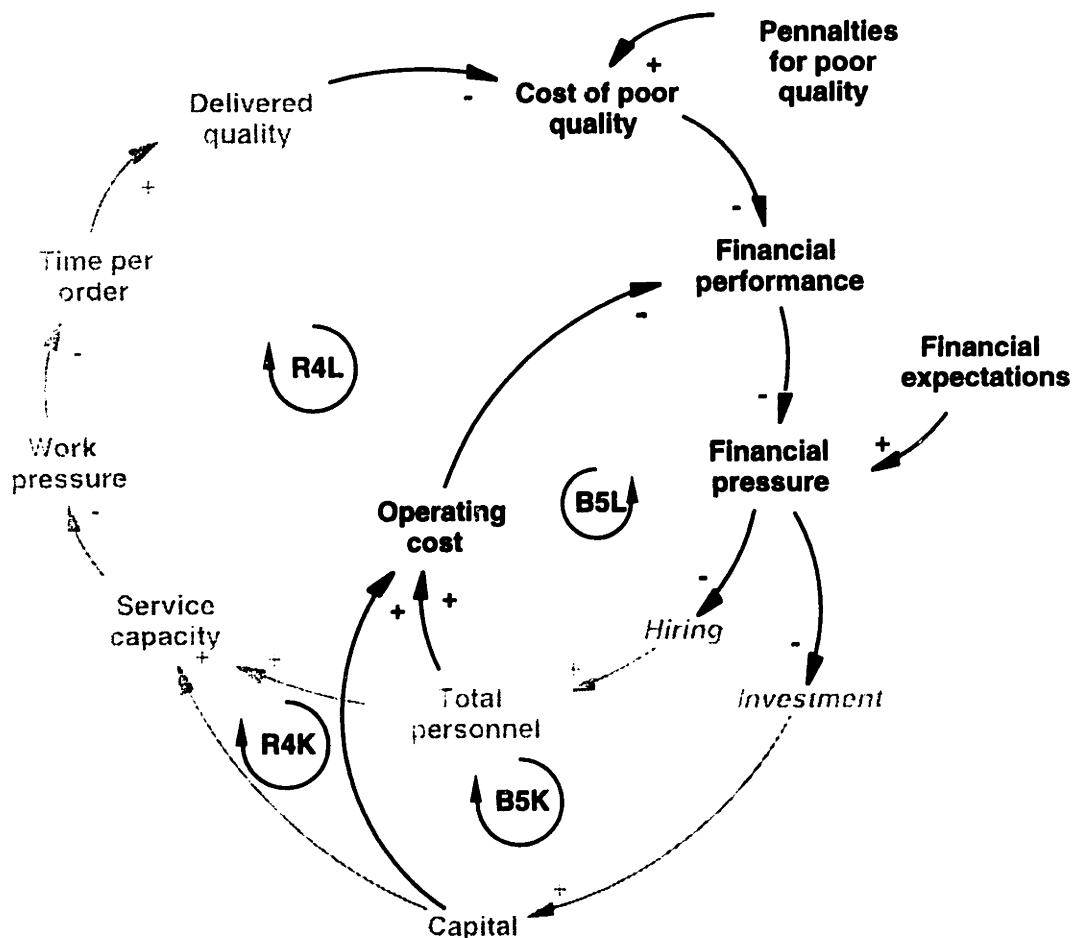 Pennalties
for poor
quality
+
Delivered
quality
-
Cost of poor
quality
+
-
Financial
performance
Time per
order
-
R4L
Financial
expectations
-
-
+
Work
pressure
Financial
pressure
B5L
-
Operating
cost
-
+
+
Service
capacity
Hiring
-
+
+
+
Total
personnel
Investment
R4K
B5K
+
Capital